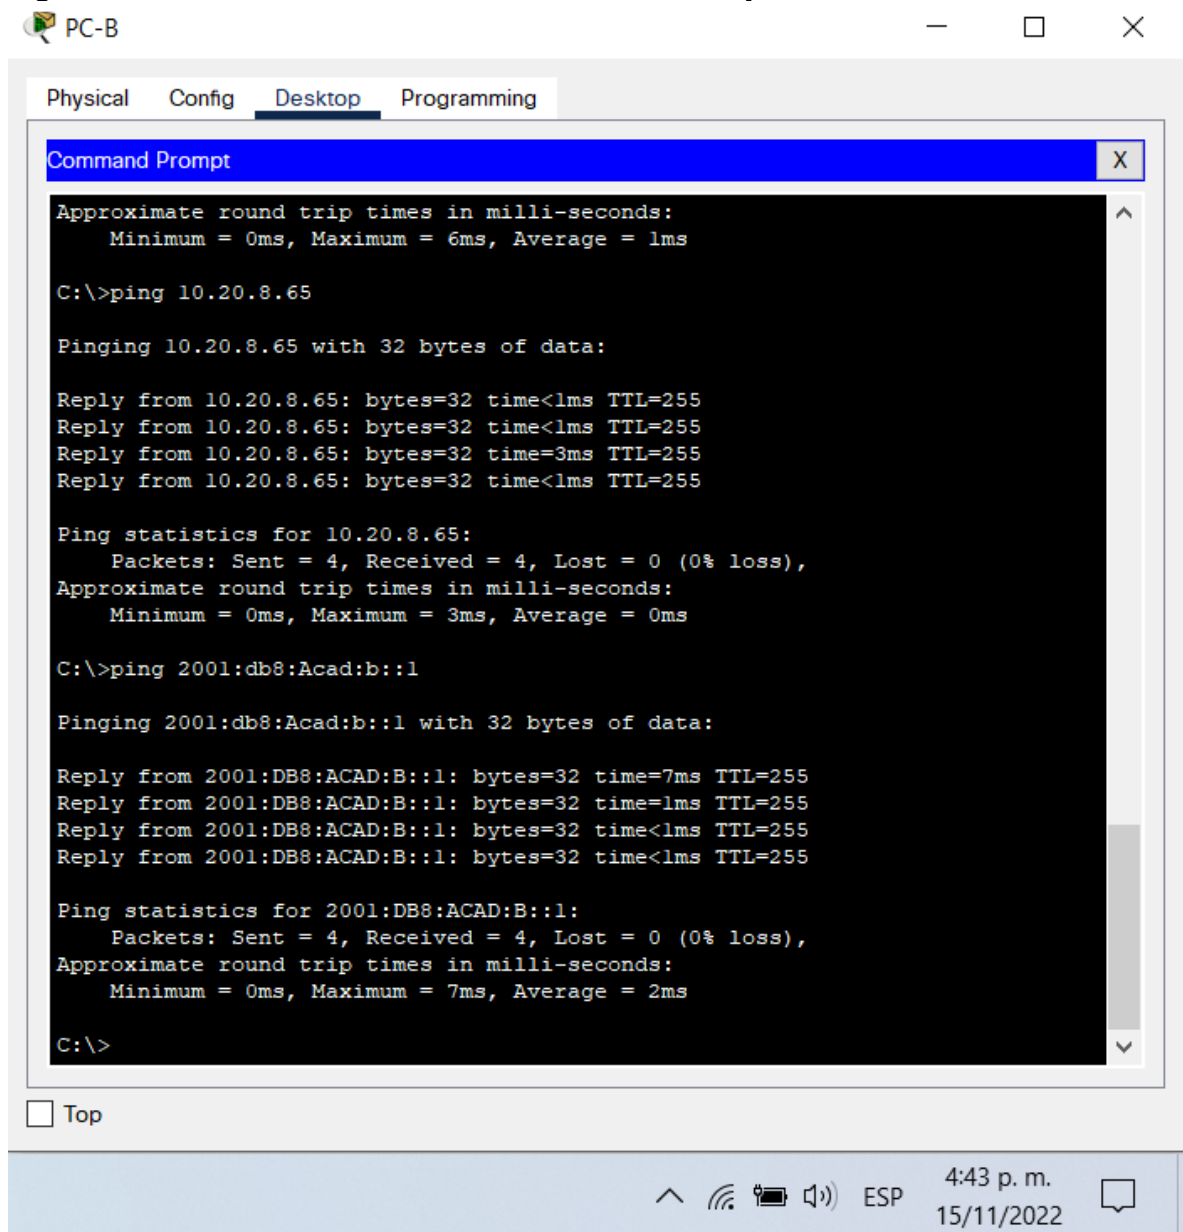 PC-B
Physical Config Desktop Programming
Command Prompt X
Approximate round trip times in milli-seconds:
    Minimum = 0ms, Maximum = 6ms, Average = 1ms
C:\>ping 10.20.8.65
Pinging 10.20.8.65 with 32 bytes of data:
Reply from 10.20.8.65: bytes=32 time<1ms TTL=255
Reply from 10.20.8.65: bytes=32 time<1ms TTL=255
Reply from 10.20.8.65: bytes=32 time=3ms TTL=255
Reply from 10.20.8.65: bytes=32 time<1ms TTL=255
Ping statistics for 10.20.8.65:
    Packets: Sent = 4, Received = 4, Lost = 0 (0% loss),
Approximate round trip times in milli-seconds:
    Minimum = 0ms, Maximum = 3ms, Average = 0ms
C:\>ping 2001:db8:Acad:b::1
Pinging 2001:db8:Acad:b::1 with 32 bytes of data:
Reply from 2001:DB8:ACAD:B::1: bytes=32 time=7ms TTL=255
Reply from 2001:DB8:ACAD:B::1: bytes=32 time=1ms TTL=255
Reply from 2001:DB8:ACAD:B::1: bytes=32 time<1ms TTL=255
Reply from 2001:DB8:ACAD:B::1: bytes=32 time<1ms TTL=255
Ping statistics for 2001:DB8:ACAD:B::1:
    Packets: Sent = 4, Received = 4, Lost = 0 (0% loss),
Approximate round trip times in milli-seconds:
    Minimum = 0ms, Maximum = 7ms, Average = 2ms
C:\>
Top
ESP 4:43 p. m.
15/11/2022